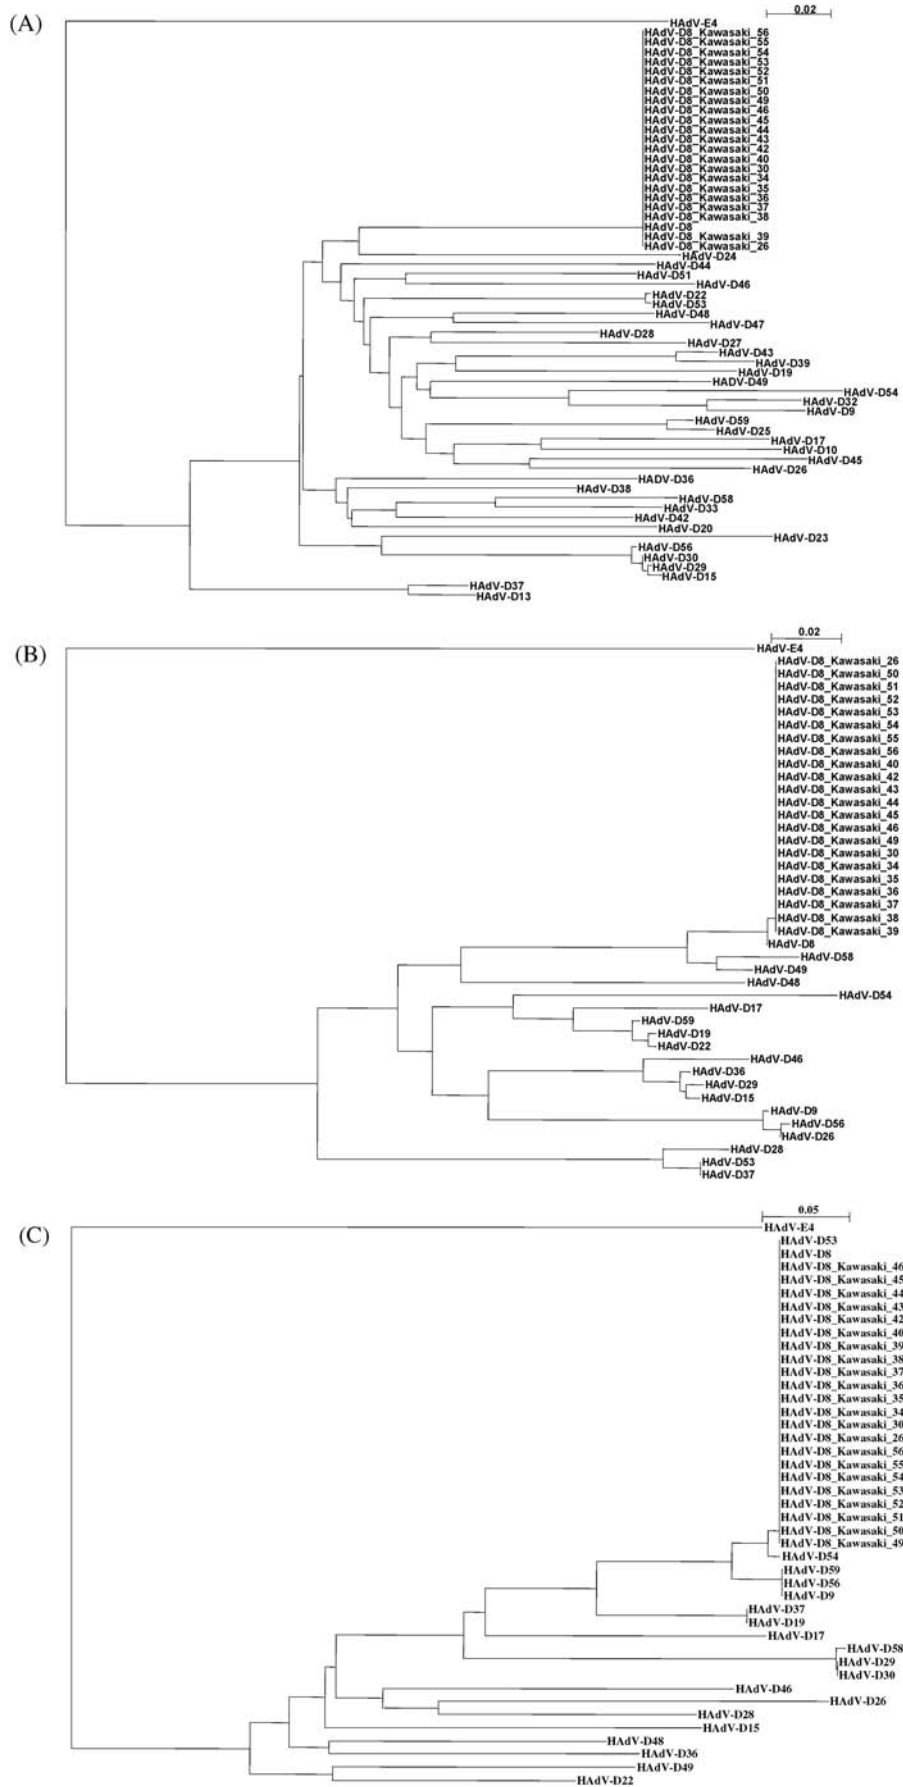 (A)
0.02
HAdV-E4
HAdV-D8_Kawasaki_56
HAdV-D8_Kawasaki_55
HAdV-D8_Kawasaki_54
HAdV-D8_Kawasaki_53
HAdV-D8_Kawasaki_52
HAdV-D8_Kawasaki_51
HAdV-D8_Kawasaki_50
HAdV-D8_Kawasaki_49
HAdV-D8_Kawasaki_46
HAdV-D8_Kawasaki_45
HAdV-D8_Kawasaki_44
HAdV-D8_Kawasaki_43
HAdV-D8_Kawasaki_42
HAdV-D8_Kawasaki_40
HAdV-D8_Kawasaki_30
HAdV-D8_Kawasaki_34
HAdV-D8_Kawasaki_35
HAdV-D8_Kawasaki_36
HAdV-D8_Kawasaki_37
HAdV-D8_Kawasaki_38
HAdV-D8
HAdV-D8_Kawasaki_39
HAdV-D8_Kawasaki_26
HAdV-D24
HAdV-D44
HAdV-D51
HAdV-D46
HAdV-D22
HAdV-D53
HAdV-D48
HAdV-D47
HAdV-D28
HAdV-D27
HAdV-D43
HAdV-D39
HAdV-D19
HADV-D49
HAdV-D54
HAdV-D32
HAdV-D9
HAdV-D59
HAdV-D25
HAdV-D17
HAdV-D10
HAdV-D45
HAdV-D26
HADV-D36
HAdV-D38
HAdV-D58
HAdV-D33
HAdV-D42
HAdV-D20
HAdV-D23
HAdV-D56
HAdV-D30
HAdV-D29
HAdV-D15
HAdV-D37
HAdV-D13
(B)
0.02
HAdV-E4
HAdV-D8_Kawasaki_26
HAdV-D8_Kawasaki_50
HAdV-D8_Kawasaki_51
HAdV-D8_Kawasaki_52
HAdV-D8_Kawasaki_53
HAdV-D8_Kawasaki_54
HAdV-D8_Kawasaki_55
HAdV-D8_Kawasaki_56
HAdV-D8_Kawasaki_40
HAdV-D8_Kawasaki_42
HAdV-D8_Kawasaki_43
HAdV-D8_Kawasaki_44
HAdV-D8_Kawasaki_45
HAdV-D8_Kawasaki_46
HAdV-D8_Kawasaki_49
HAdV-D8_Kawasaki_30
HAdV-D8_Kawasaki_34
HAdV-D8_Kawasaki_35
HAdV-D8_Kawasaki_36
HAdV-D8_Kawasaki_37
HAdV-D8_Kawasaki_38
HAdV-D8_Kawasaki_39
HAdV-D8
HAdV-D58
HAdV-D49
HAdV-D48
HAdV-D54
HAdV-D17
HAdV-D59
HAdV-D19
HAdV-D22
HAdV-D46
HAdV-D36
HAdV-D29
HAdV-D15
HAdV-D9
HAdV-D56
HAdV-D26
HAdV-D28
HAdV-D53
HAdV-D37
(C)
0.05
HAdV-E4
HAdV-D53
HAdV-D8
HAdV-D8_Kawasaki_46
HAdV-D8_Kawasaki_45
HAdV-D8_Kawasaki_44
HAdV-D8_Kawasaki_43
HAdV-D8_Kawasaki_42
HAdV-D8_Kawasaki_40
HAdV-D8_Kawasaki_39
HAdV-D8_Kawasaki_38
HAdV-D8_Kawasaki_37
HAdV-D8_Kawasaki_36
HAdV-D8_Kawasaki_35
HAdV-D8_Kawasaki_34
HAdV-D8_Kawasaki_30
HAdV-D8_Kawasaki_26
HAdV-D8_Kawasaki_56
HAdV-D8_Kawasaki_55
HAdV-D8_Kawasaki_54
HAdV-D8_Kawasaki_53
HAdV-D8_Kawasaki_52
HAdV-D8_Kawasaki_51
HAdV-D8_Kawasaki_50
HAdV-D8_Kawasaki_49
HAdV-D54
HAdV-D59
HAdV-D56
HAdV-D9
HAdV-D37
HAdV-D19
HAdV-D17
HAdV-D58
HAdV-D29
HAdV-D30
HAdV-D46
HAdV-D26
HAdV-D28
HAdV-D15
HAdV-D48
HAdV-D36
HAdV-D49
HAdV-D22